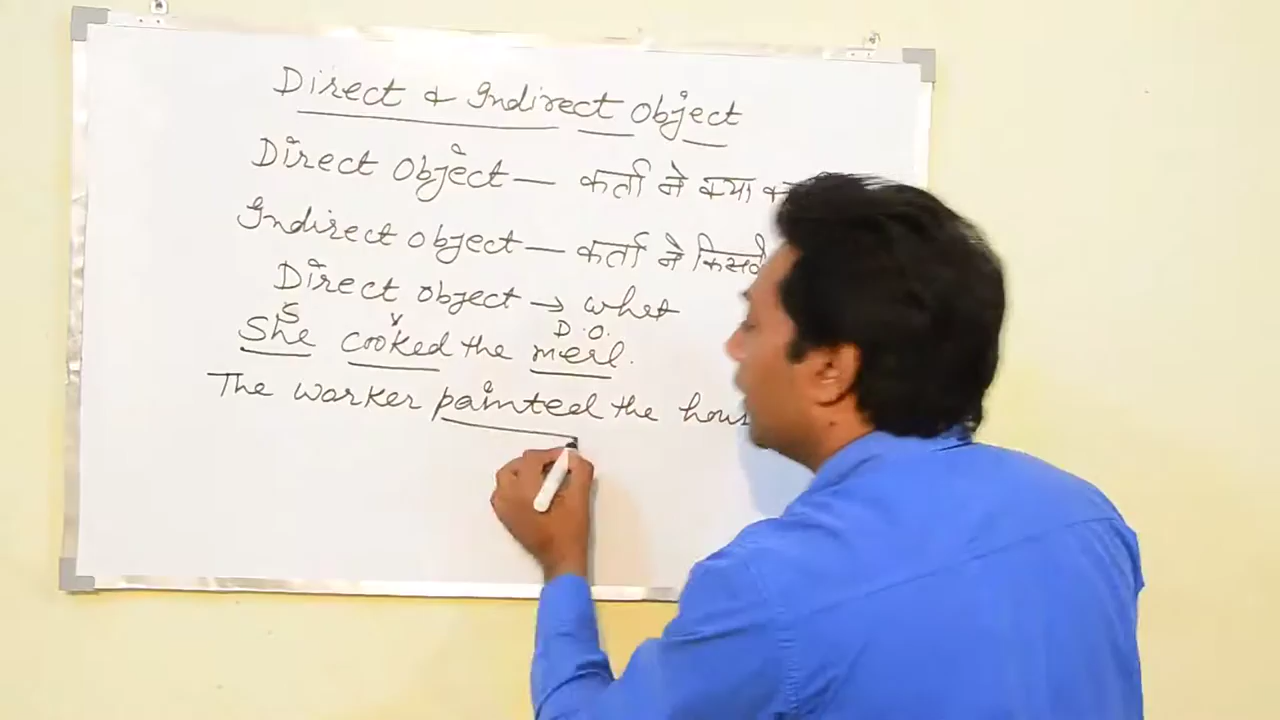 Direct & Indirect Object
Direct Object — कर्ता ने क्या
Indirect object — कर्ता ने
Direct object → what
S V D.O.
She cooked the meal.
The worker painted the